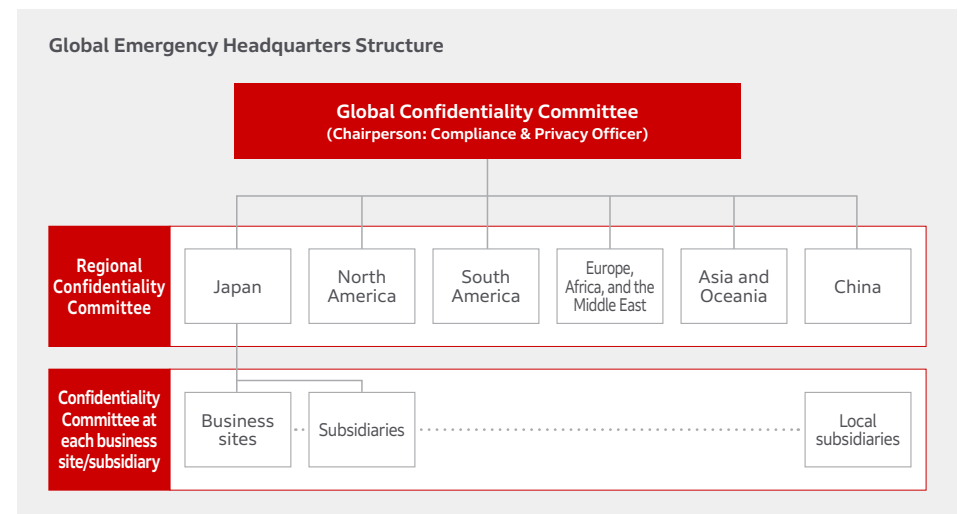 Global Emergency Headquarters Structure
Global Confidentiality Committee
(Chairperson: Compliance & Privacy Officer)
Regional
Confidentiality
Committee
Japan
North
America
South
America
Europe,
Africa, and the
Middle East
Asia and
Oceania
China
Confidentiality
Committee at
each business
site/subsidiary
Business
sites
Subsidiaries
Local
subsidiaries